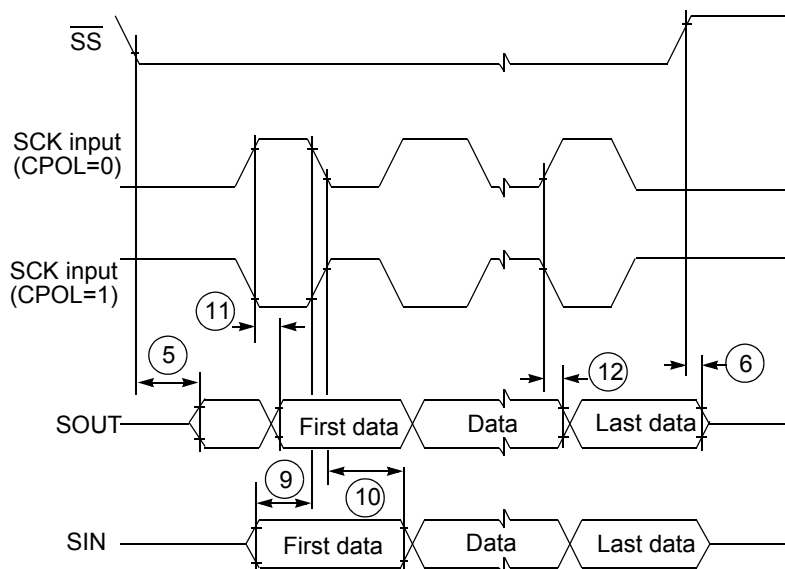 SS
SCK input
(CPOL=0)
SCK input
(CPOL=1)
11
5
12
6
SOUT
First data
Data
Last data
9
10
SIN
First data
Data
Last data